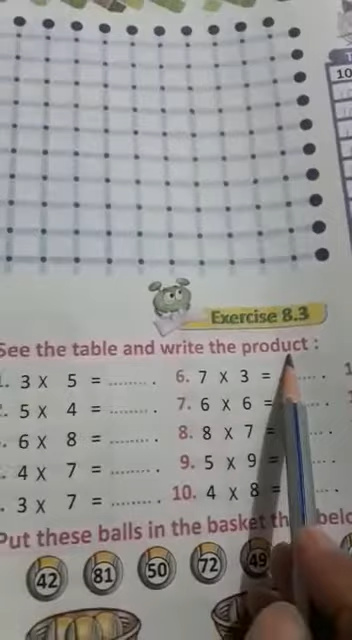 10
Exercise 8.3
See the table and write the product :
1. 3 X 5 = ........ . 6. 7 X 3 = .... .
5 X 4 = ........ . 7. 6 X 6 = ... .
. 6 X 8 = ........ . 8. 8 X 7 = ... .
4 X 7 = ........ . 9. 5 X 9 = ... .
. 3 X 7 = ........ . 10. 4 X 8 = ... .
Put these balls in the basket
42 81 50 72 49